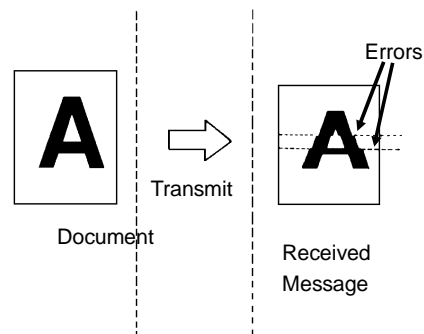 Errors
A
A
Transmit
Document
Received
Message